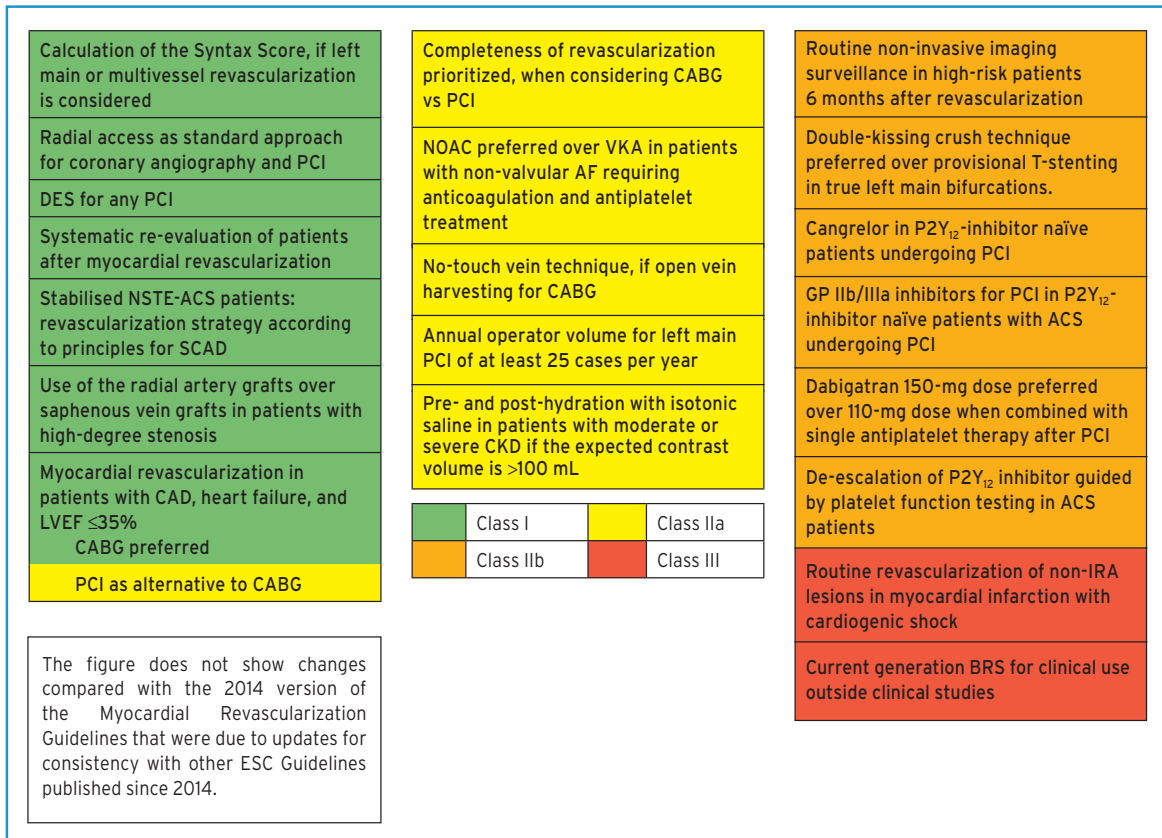 Calculation of the Syntax Score, if left
main or multivessel revascularization
is considered
Radial access as standard approach
for coronary angiography and PCI
DES for any PCI
Systematic re-evaluation of patients
after myocardial revascularization
Stabilised NSTE-ACS patients:
revascularization strategy according
to principles for SCAD
Use of the radial artery grafts over
saphenous vein grafts in patients with
high-degree stenosis
Myocardial revascularization in
patients with CAD, heart failure, and
LVEF ≤35%
CABG preferred
PCI as alternative to CABG
The figure does not show changes
compared with the 2014 version of
the Myocardial Revascularization
Guidelines that were due to updates for
consistency with other ESC Guidelines
published since 2014.
Completeness of revascularization
prioritized, when considering CABG
vs PCI
NOAC preferred over VKA in patients
with non-valvular AF requiring
anticoagulation and antiplatelet
treatment
No-touch vein technique, if open vein
harvesting for CABG
Annual operator volume for left main
PCI of at least 25 cases per year
Pre- and post-hydration with isotonic
saline in patients with moderate or
severe CKD if the expected contrast
volume is >100 mL
Class I
Class IIa
Class IIb
Class III
Routine non-invasive imaging
surveillance in high-risk patients
6 months after revascularization
Double-kissing crush technique
preferred over provisional T-stenting
in true left main bifurcations.
Cangrelor in P2Y₁₂-inhibitor naïve
patients undergoing PCI
GP IIb/IIIa inhibitors for PCI in P2Y₁₂-
inhibitor naïve patients with ACS
undergoing PCI
Dabigatran 150-mg dose preferred
over 110-mg dose when combined with
single antiplatelet therapy after PCI
De-escalation of P2Y₁₂ inhibitor guided
by platelet function testing in ACS
patients
Routine revascularization of non-IRA
lesions in myocardial infarction with
cardiogenic shock
Current generation BRS for clinical use
outside clinical studies